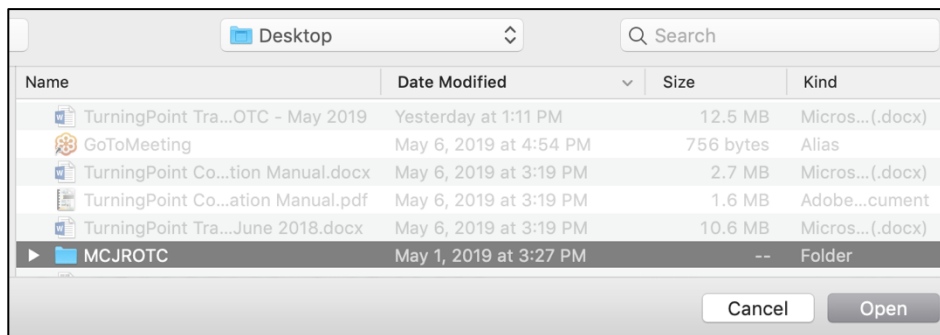 Desktop Search
Name Date Modified Size Kind
TurningPoint Tra...OTC - May 2019 Yesterday at 1:11 PM 12.5 MB Micros...(.docx)
GoToMeeting May 6, 2019 at 4:54 PM 756 bytes Alias
TurningPoint Co...tion Manual.docx May 6, 2019 at 3:19 PM 2.7 MB Micros...(.docx)
TurningPoint Co...ation Manual.pdf May 6, 2019 at 3:19 PM 1.6 MB Adobe...cument
TurningPoint Tra...June 2018.docx May 6, 2019 at 3:19 PM 10.6 MB Micros...(.docx)
MCJROTC May 1, 2019 at 3:27 PM -- Folder
Cancel Open